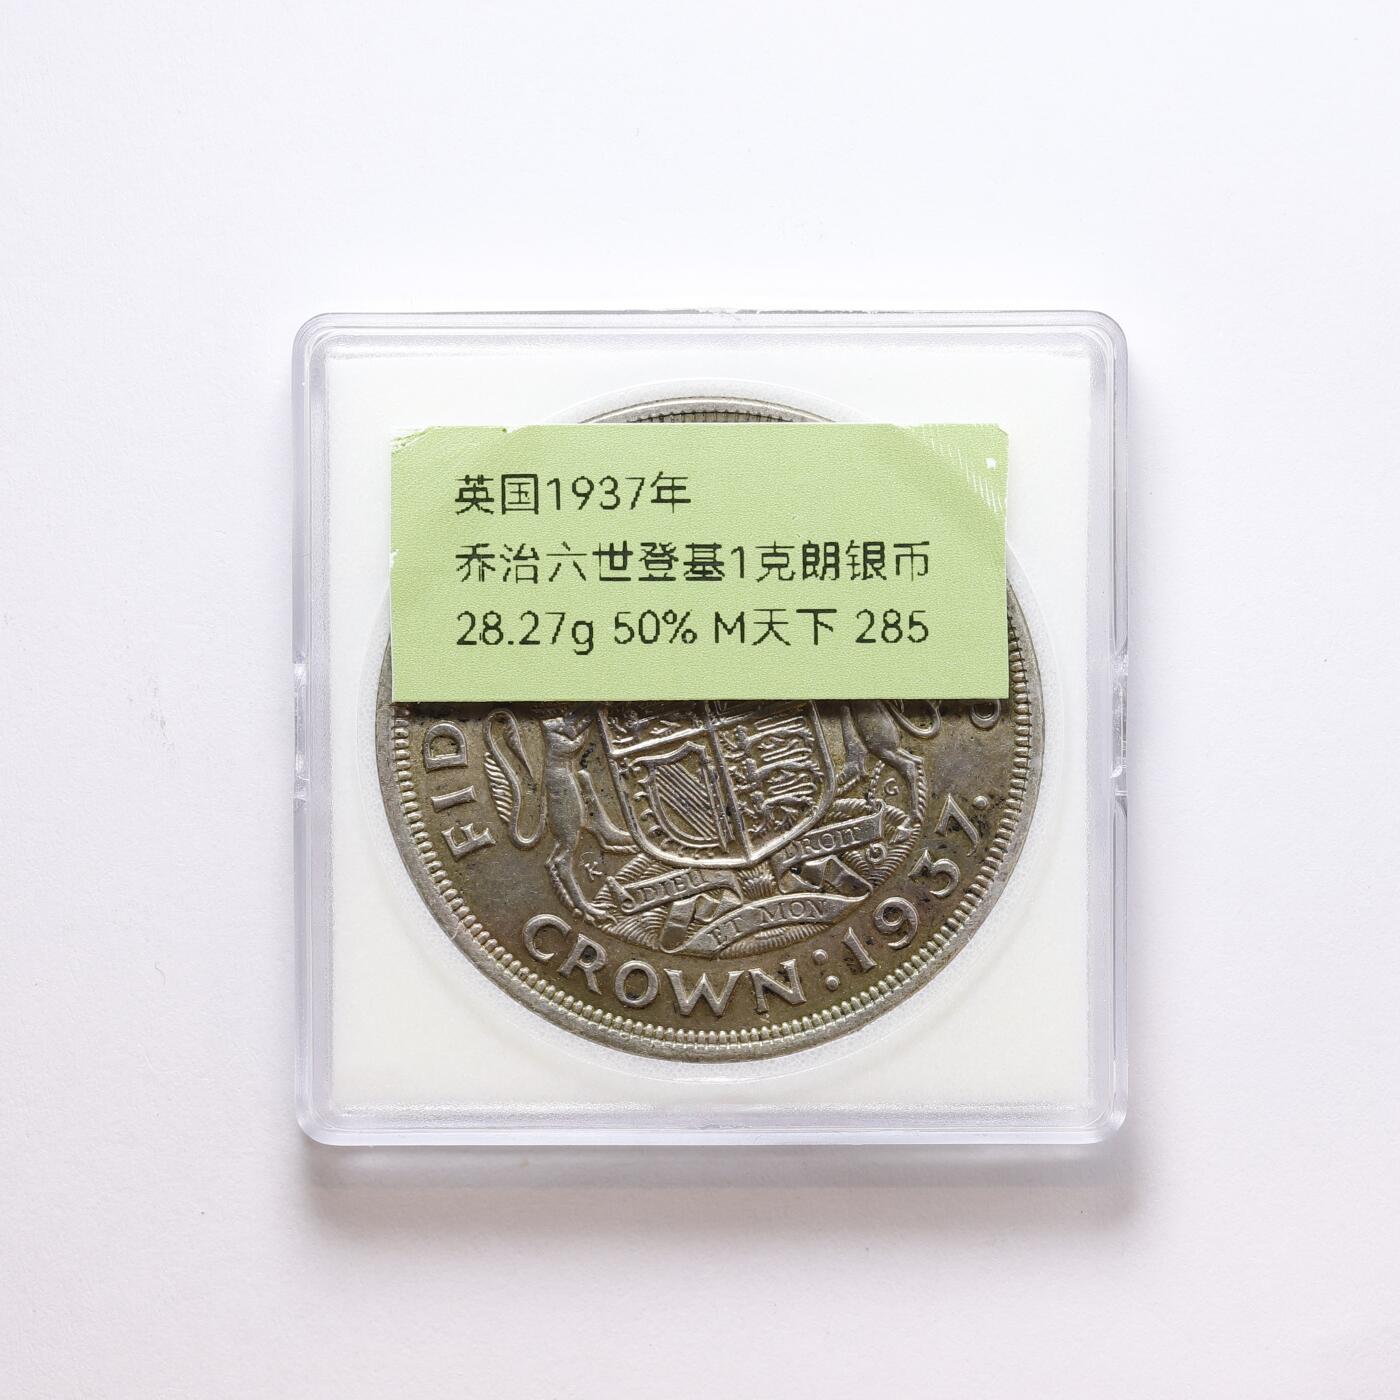 英国1937年
乔治六世登基1克朗银币
28.27g 50% M天下 285
FID
G
K
DIEU
ET MON
DROIT
CROWN:1937.